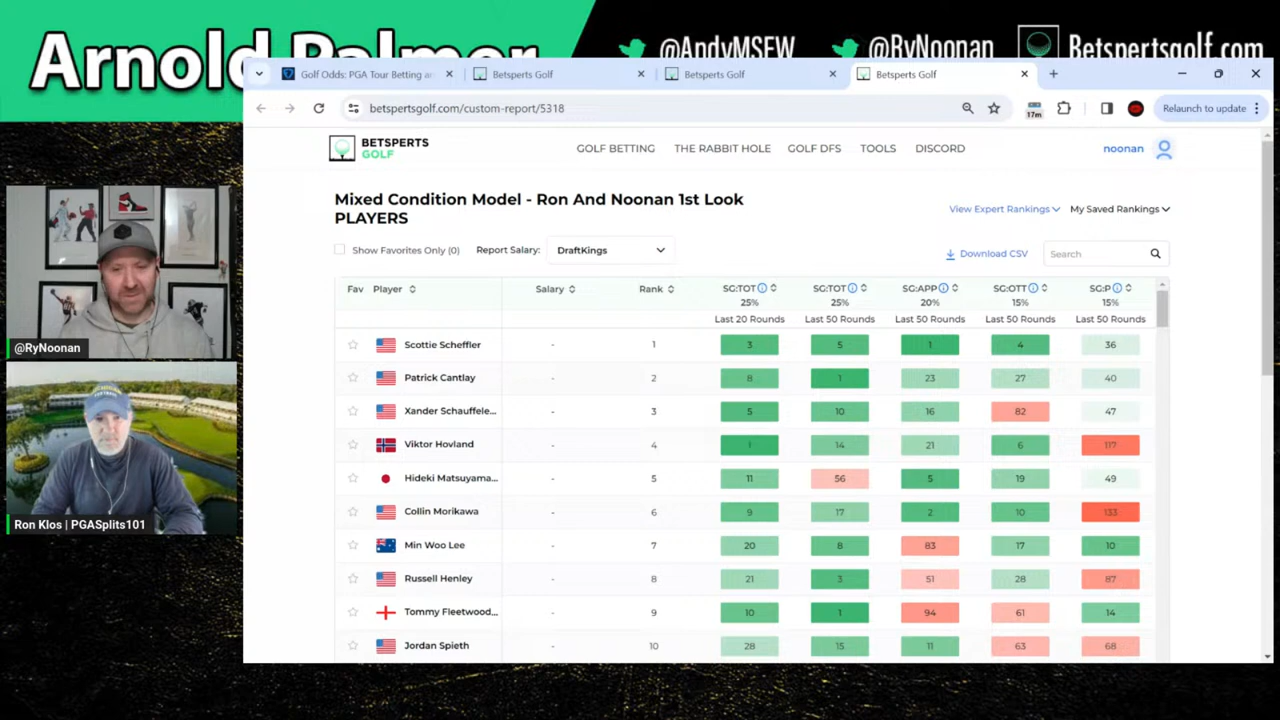 Arnold Palmer
@AndyMSFW
@RyNoonan
Betspertsgolf.com
Golf Odds: PGA Tour Betting an
Betsperts Golf
Betsperts Golf
Betsperts Golf
betspertsgolf.com/custom-report/5318
17m
Relaunch to update
BETSPERTS
GOLF
GOLF BETTING
THE RABBIT HOLE
GOLF DFS
TOOLS
DISCORD
noonan
Mixed Condition Model - Ron And Noonan 1st Look
PLAYERS
View Expert Rankings
My Saved Rankings
Show Favorites Only (0)
Report Salary:
DraftKings
Download CSV
Search
Fav Player Salary Rank SG:TOT SG:TOT SG:APP SG:OTT SG:P
25% 25% 20% 15% 15%
Last 20 Rounds Last 50 Rounds Last 50 Rounds Last 50 Rounds Last 50 Rounds
Scottie Scheffler - 1 3 5 1 4 36
Patrick Cantlay - 2 8 1 23 27 40
Xander Schauffele... - 3 5 10 16 82 47
Viktor Hovland - 4 1 14 21 6 117
Hideki Matsuyama... - 5 11 56 5 19 49
Collin Morikawa - 6 9 17 2 10 133
Min Woo Lee - 7 20 8 83 17 10
Russell Henley - 8 21 3 51 28 87
Tommy Fleetwood... - 9 10 1 94 61 14
Jordan Spieth - 10 28 15 11 63 68
@RyNoonan
Ron Klos | PGASplits101